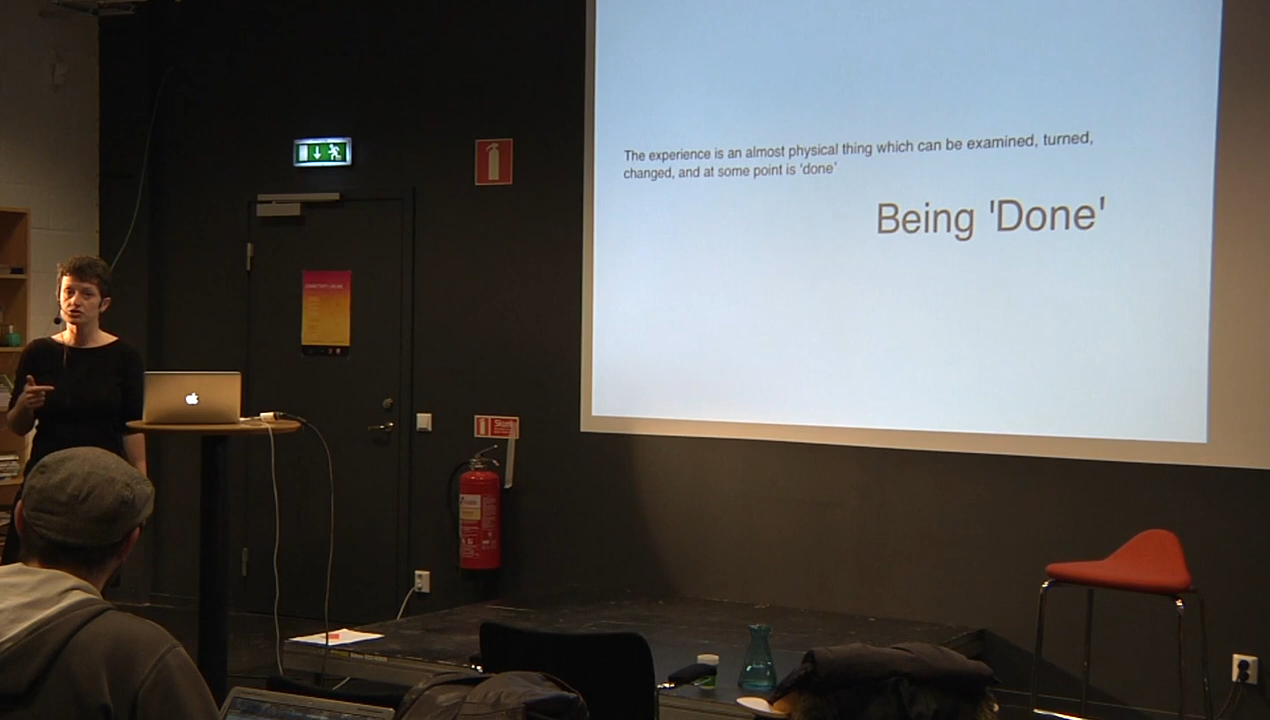 The experience is an almost physical thing which can be examined, turned,
changed, and at some point is 'done'
Being 'Done'